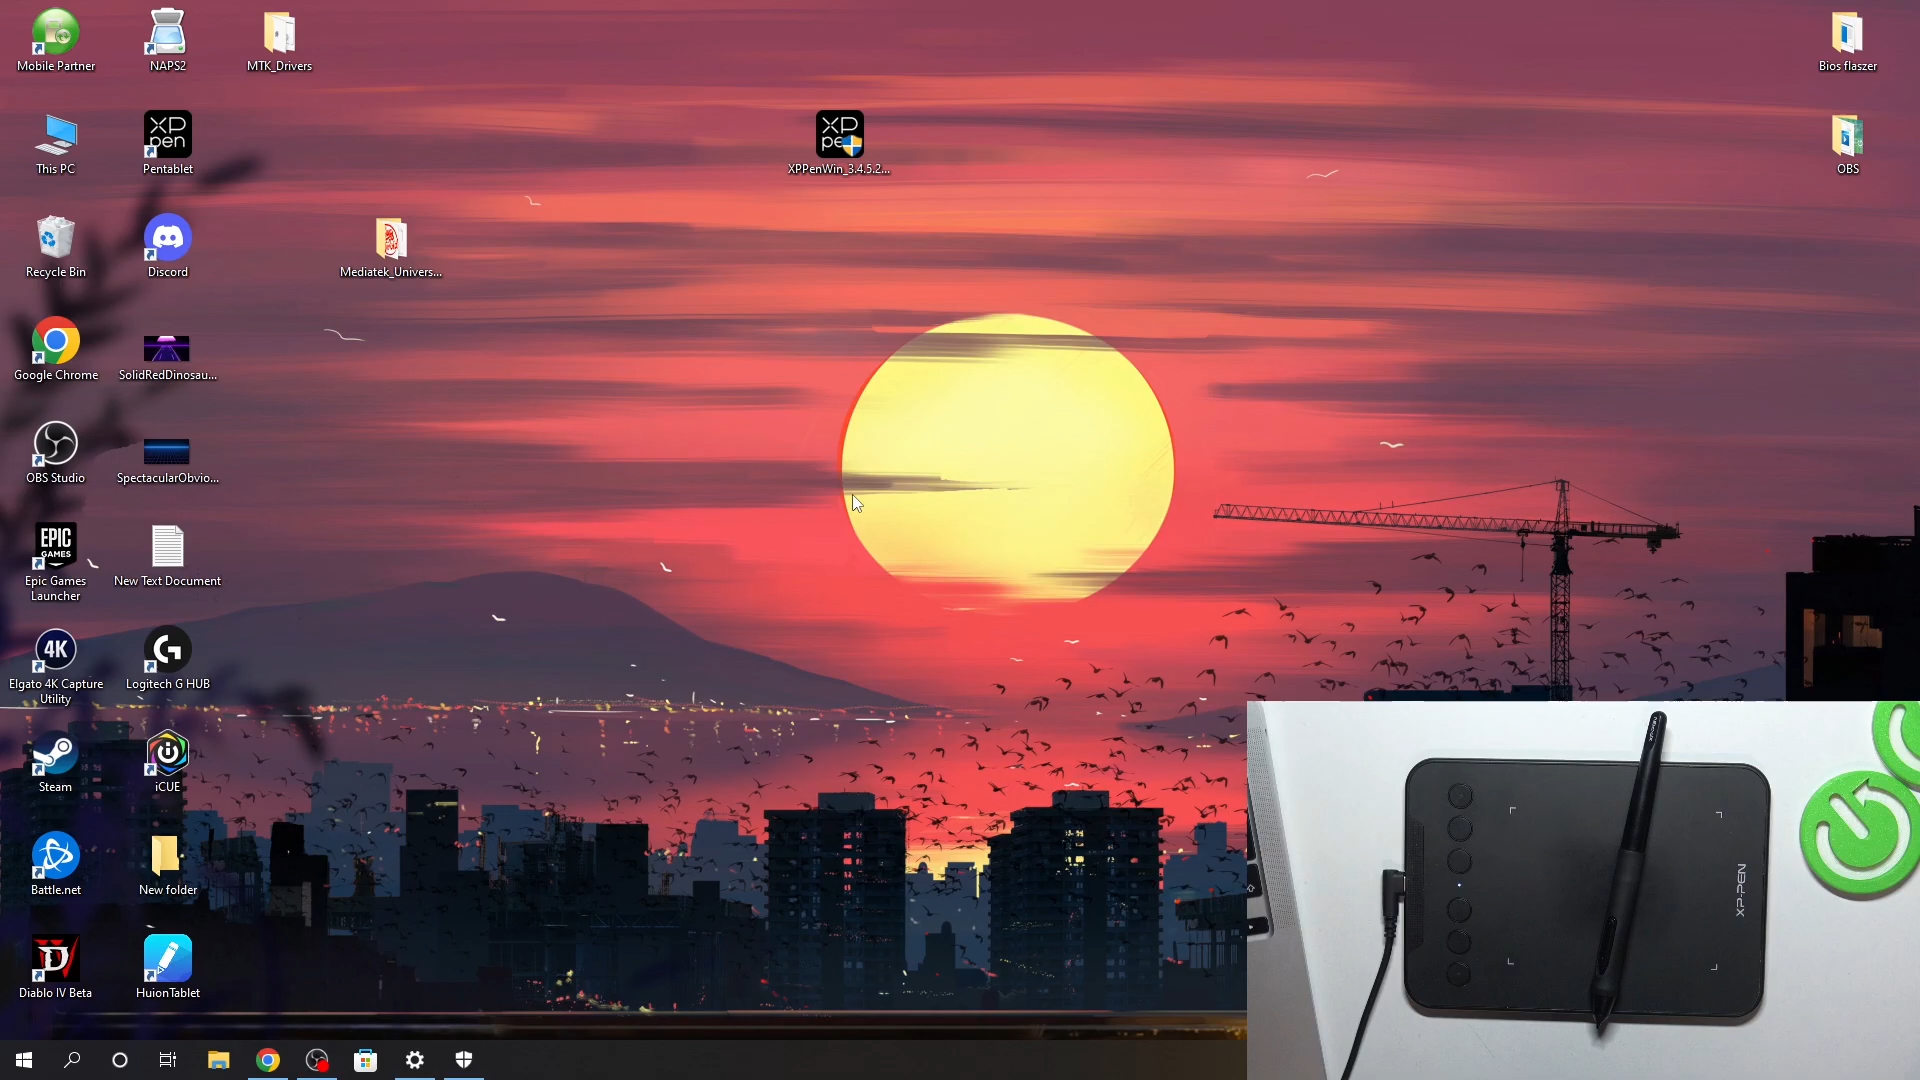 Mobile Partner
NAPS2
MTK_Drivers
Bios flaszer
XP
pen
XP
pe
This PC
Pentablet
XPPenWin_3.4.5.2...
OBS
Recycle Bin
Discord
Mediatek_Univers...
Google Chrome
SolidRedDinosau...
OBS Studio
SpectacularObvio...
EPIC
GAMES
Epic Games
Launcher
New Text Document
4K
Elgato 4K Capture
Utility
Logitech G HUB
Steam
iCUE
Battle.net
New folder
Diablo IV Beta
HuionTablet
XP-PEN